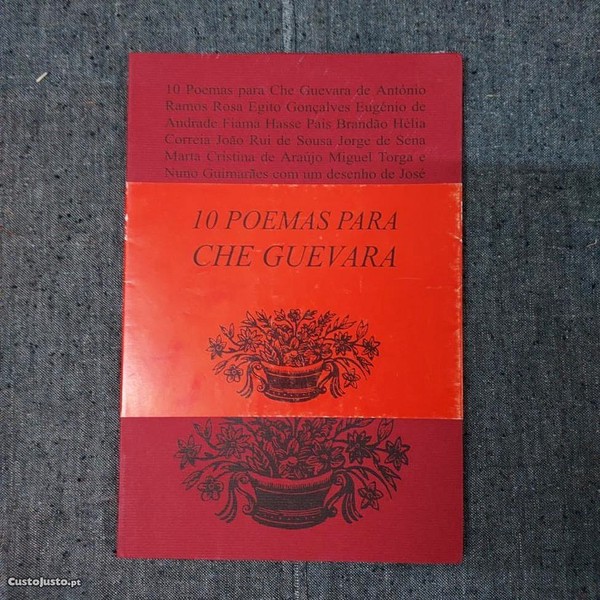 10 Poemas para Che Guevara de António
Ramos Rosa Egito Gonçalves Eugénio de
Andrade Fiama Hasse Pais Brandão Hélia
Correia João Rui de Sousa Jorge de Sena
Marta Cristina de Araújo Miguel Torga e
Nuno Guimarães com um desenho de José
10 POEMAS PARA
CHE GUEVARA
CustoJusto.pt